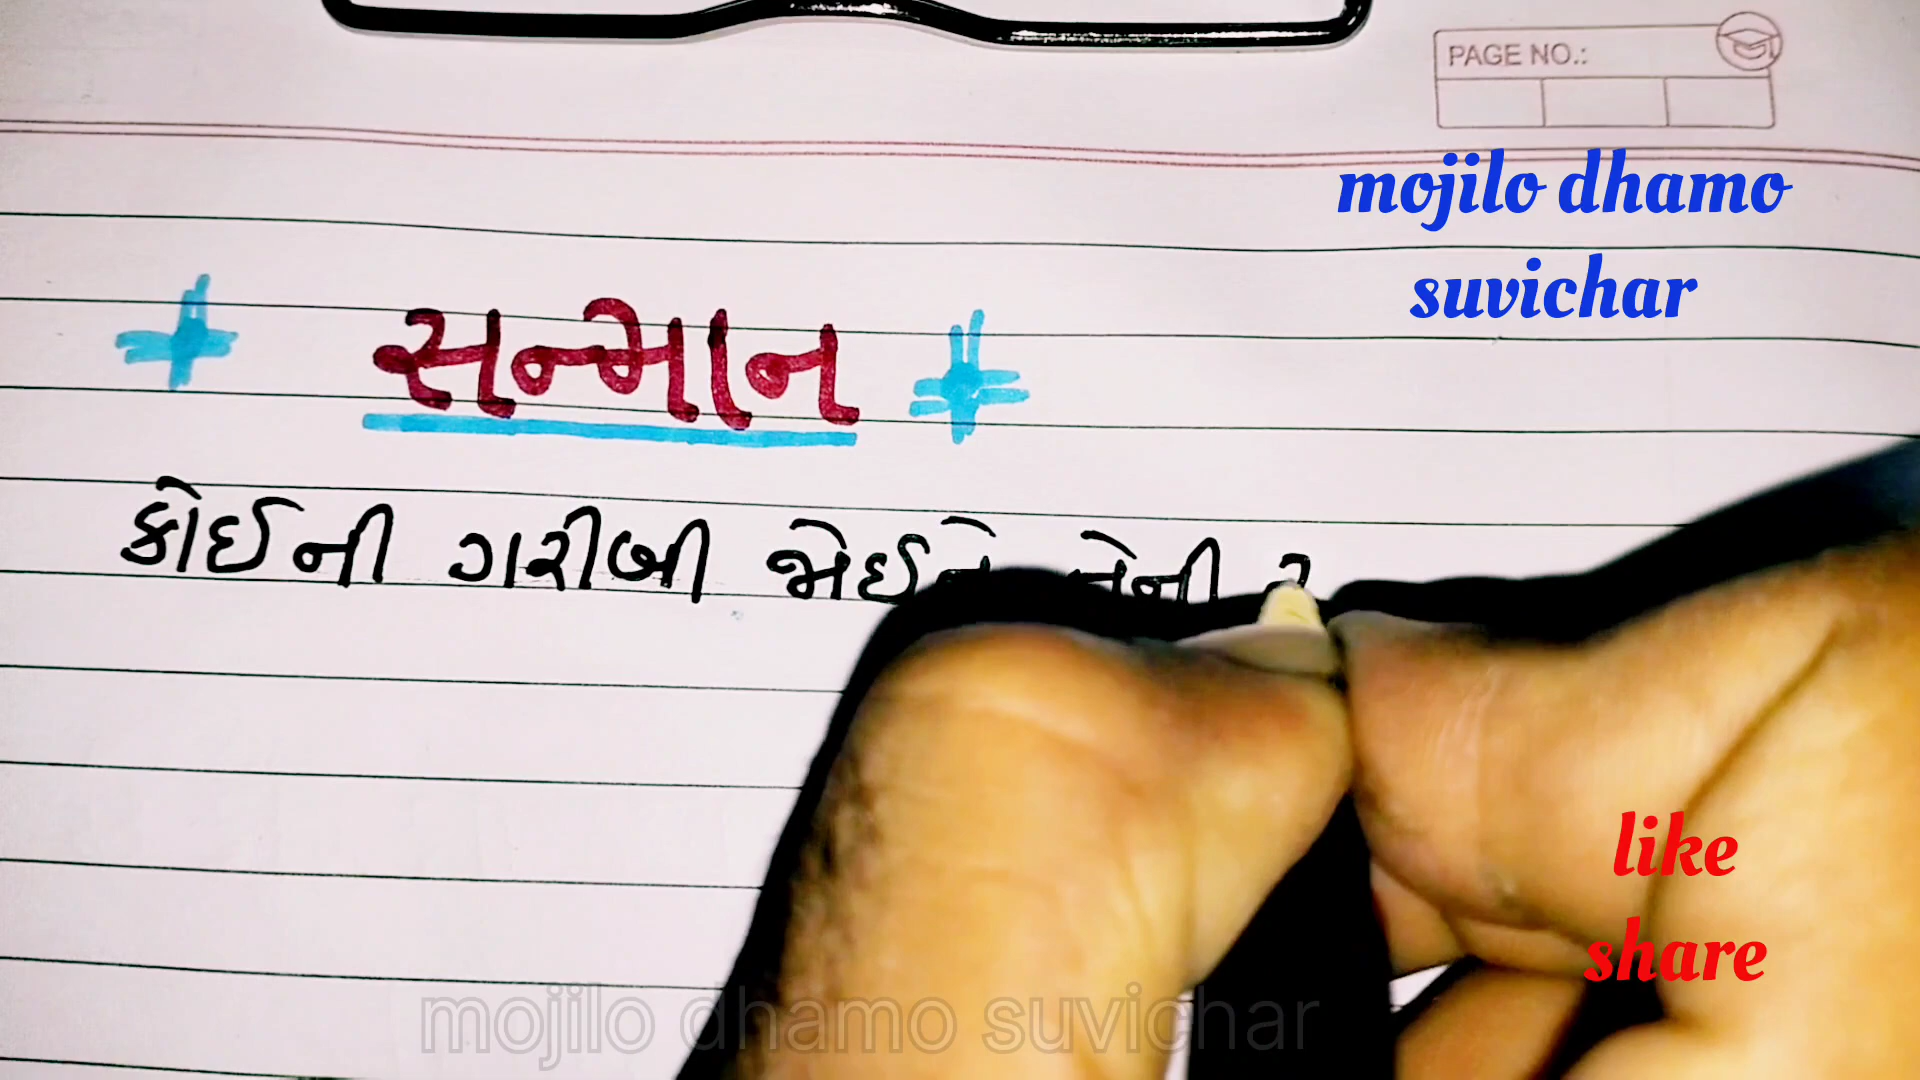 PAGE NO.:
mojilo dhamo
suvichar
સન્માન
કોઈની ગરીબી જોઈને તેની
like
share
mojilo dhamo suvichar